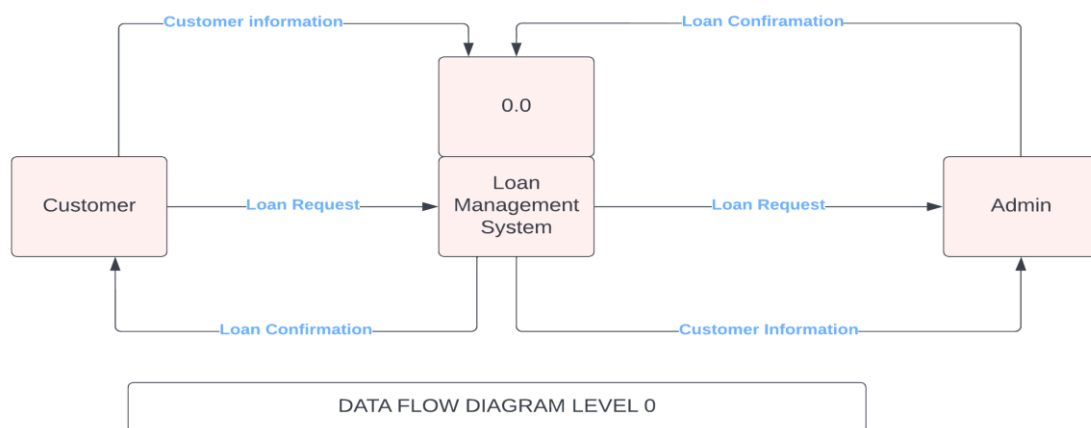 Customer information
Loan Confiramation
0.0
Customer
Loan Request
Loan
Management
System
Loan Request
Admin
Loan Confirmation
Customer Information
DATA FLOW DIAGRAM LEVEL 0